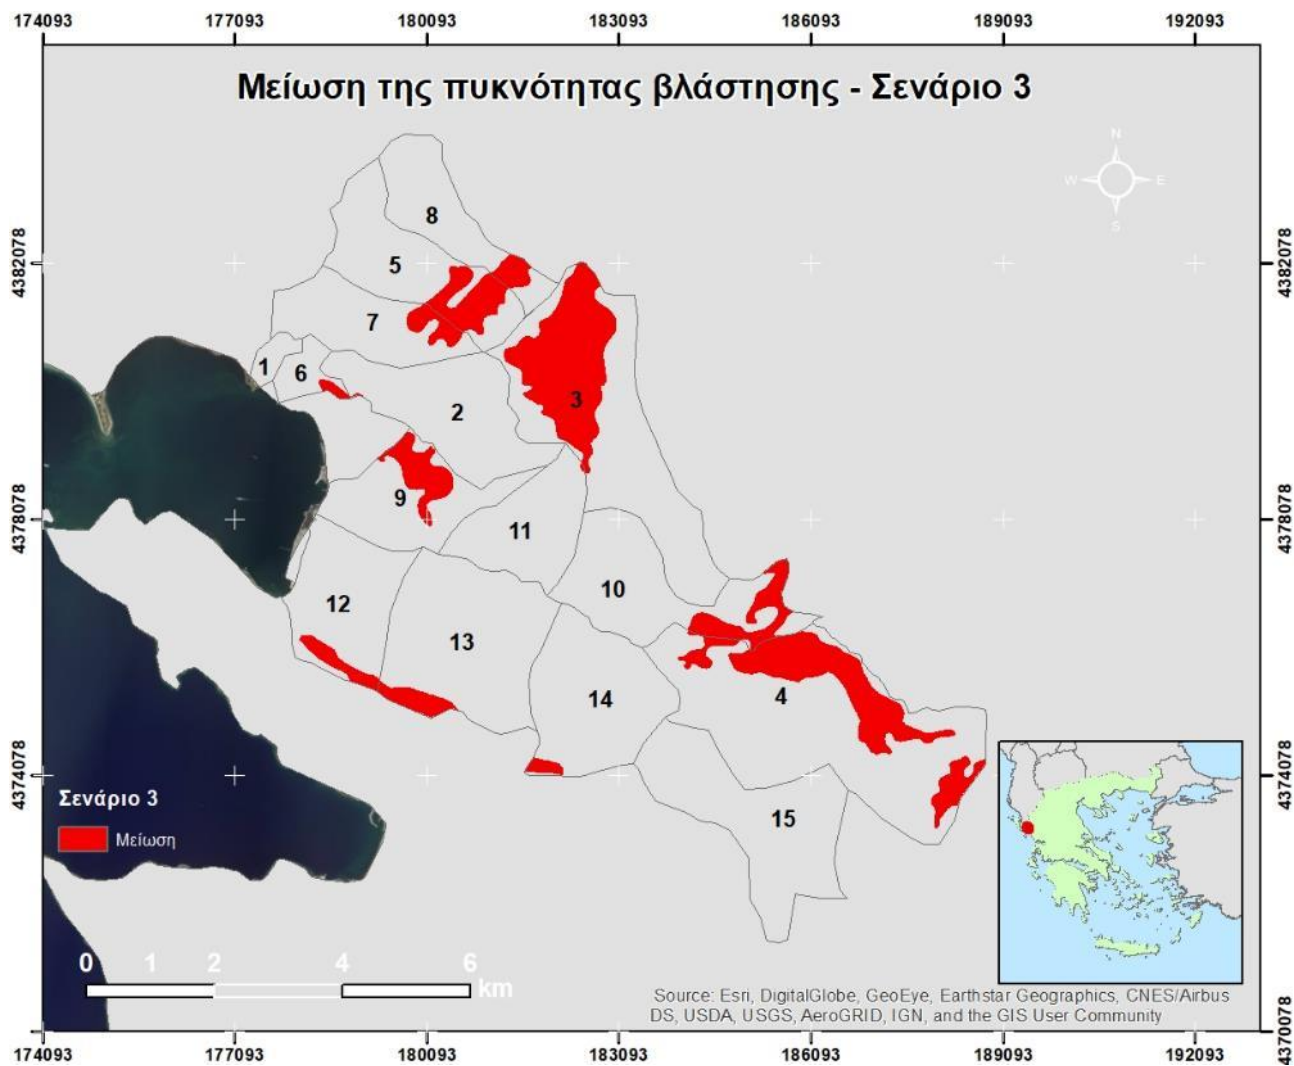 174093 177093 180093 183093 186093 189093 192093
Μείωση της πυκνότητας βλάστησης - Σενάριο 3
N
W E
S
8
4382078 5 4382078
7
1 6
3
2
9
4378078 4378078
11
10
12
13
4
14
4374078 4374078
Σενάριο 3
15
Μείωση
0 1 2 4 6
km
Source: Esri, DigitalGlobe, GeoEye, Earthstar Geographics, CNES/Airbus
DS, USDA, USGS, AeroGRID, IGN, and the GIS User Community
4370078
174093 177093 180093 183093 186093 189093 192093